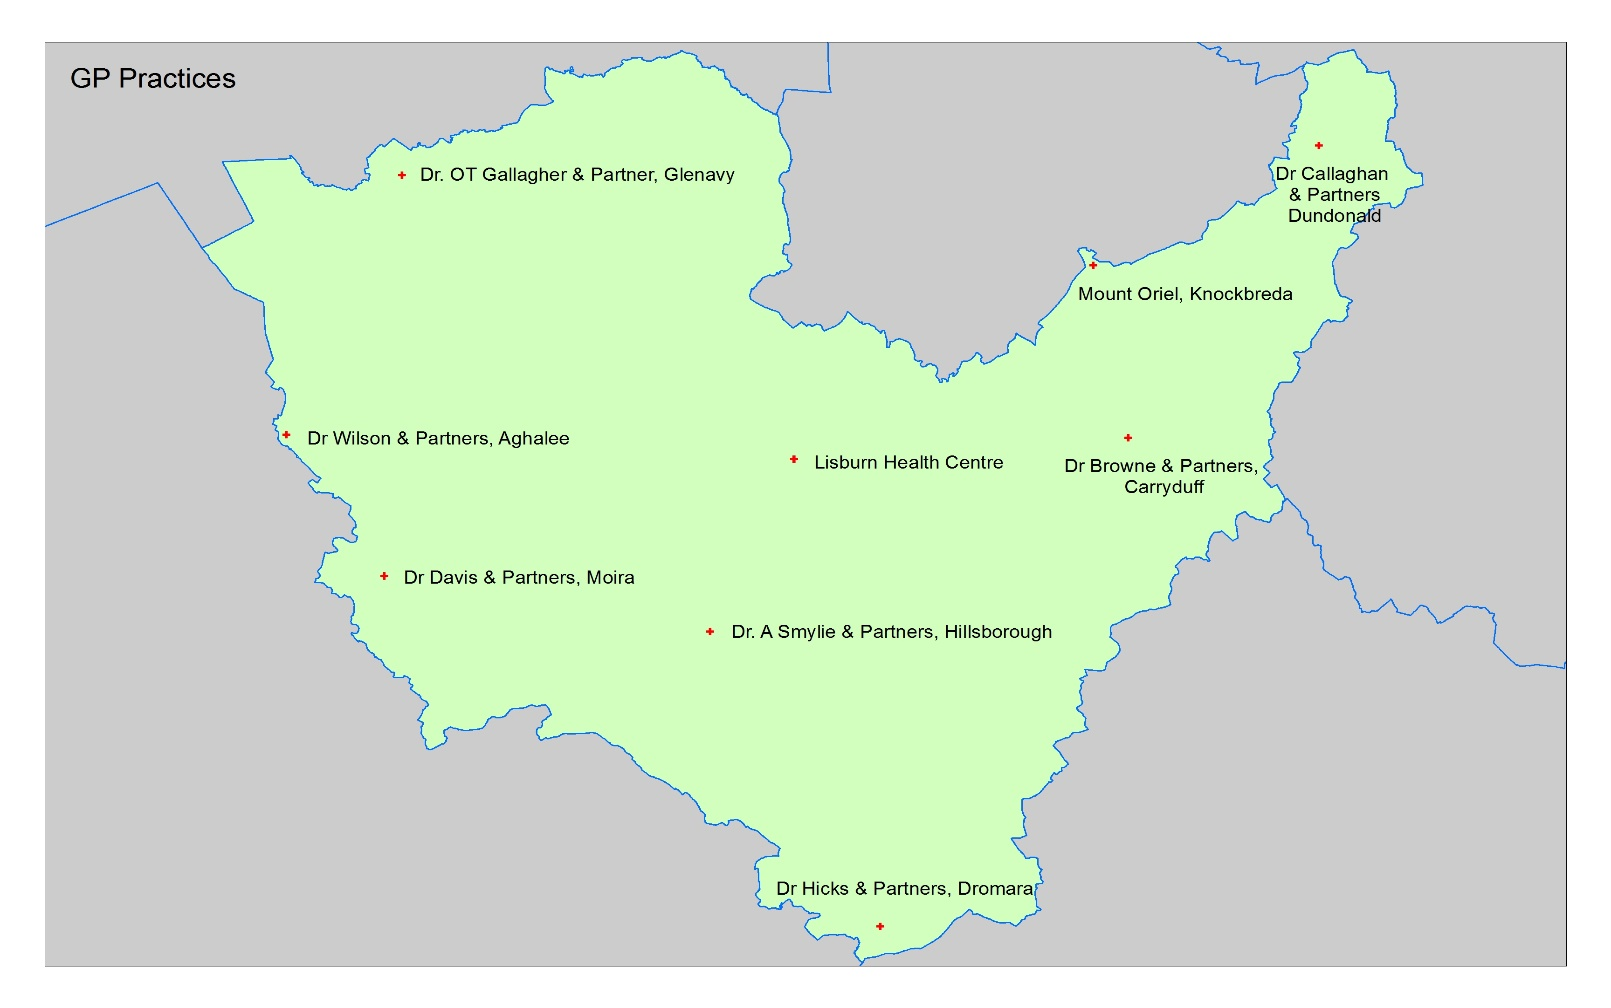 GP Practices
Dr. OT Gallagher & Partner, Glenavy
Dr Callaghan
& Partners
Dundonald
Mount Oriel, Knockbreda
Dr Wilson & Partners, Aghalee
Lisburn Health Centre
Dr Browne & Partners,
Carryduff
Dr Davis & Partners, Moira
Dr. A Smylie & Partners, Hillsborough
Dr Hicks & Partners, Dromara